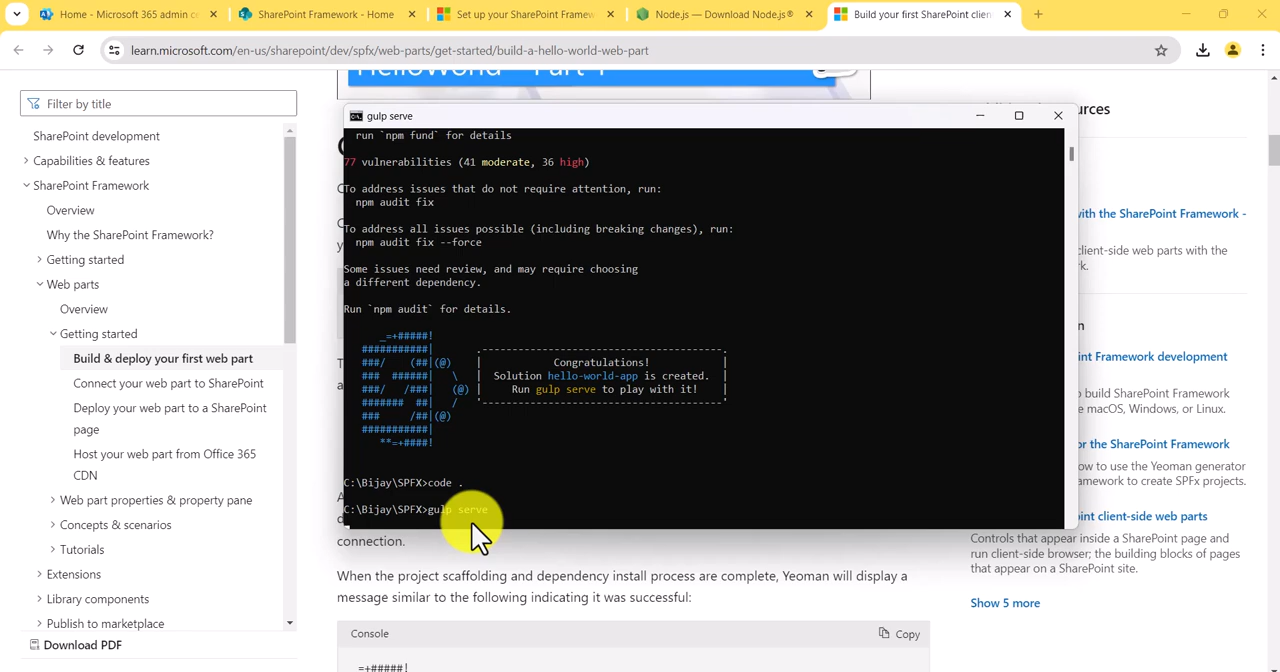 Home - Microsoft 365 admin c
SharePoint Framework - Home
Set up your SharePoint Framew
Node.js — Download Node.js®
Build your first SharePoint clien
learn.microsoft.com/en-us/sharepoint/dev/spfx/web-parts/get-started/build-a-hello-world-web-part
Filter by title
SharePoint development
Capabilities & features
SharePoint Framework
Overview
Why the SharePoint Framework?
Getting started
Web parts
Overview
Getting started
Build & deploy your first web part
Connect your web part to SharePoint
Deploy your web part to a SharePoint
page
Host your web part from Office 365
CDN
Web part properties & property pane
Concepts & scenarios
Tutorials
Extensions
Library components
Publish to marketplace
Download PDF
gulp serve
run `npm fund` for details
77 vulnerabilities (41 moderate, 36 high)
To address issues that do not require attention, run:
npm audit fix
To address all issues possible (including breaking changes), run:
npm audit fix --force
Some issues need review, and may require choosing
a different dependency.
Run `npm audit` for details.
_=+#####!
###########| .--------------------------.
###/ (##|(@) | Congratulations! |
### ######| \ | Solution hello-world-app is created. |
###/ /###| (@) | Run gulp serve to play with it! |
####### ##| / '--------------------------'
### /##|(@)
###########|
**=+####!
C:\Bijay\SPFX>code .
C:\Bijay\SPFX>gulp serve
connection.
When the project scaffolding and dependency install process are complete, Yeoman will display a
message similar to the following indicating it was successful:
Console
Copy
=+#####!
urces
with the SharePoint Framework -
client-side web parts with the
k.
n
int Framework development
o build SharePoint Framework
e macOS, Windows, or Linux.
or the SharePoint Framework
ow to use the Yeoman generator
amework to create SPFx projects.
int client-side web parts
Controls that appear inside a SharePoint page and
run client-side browser; the building blocks of pages
that appear on a SharePoint site.
Show 5 more